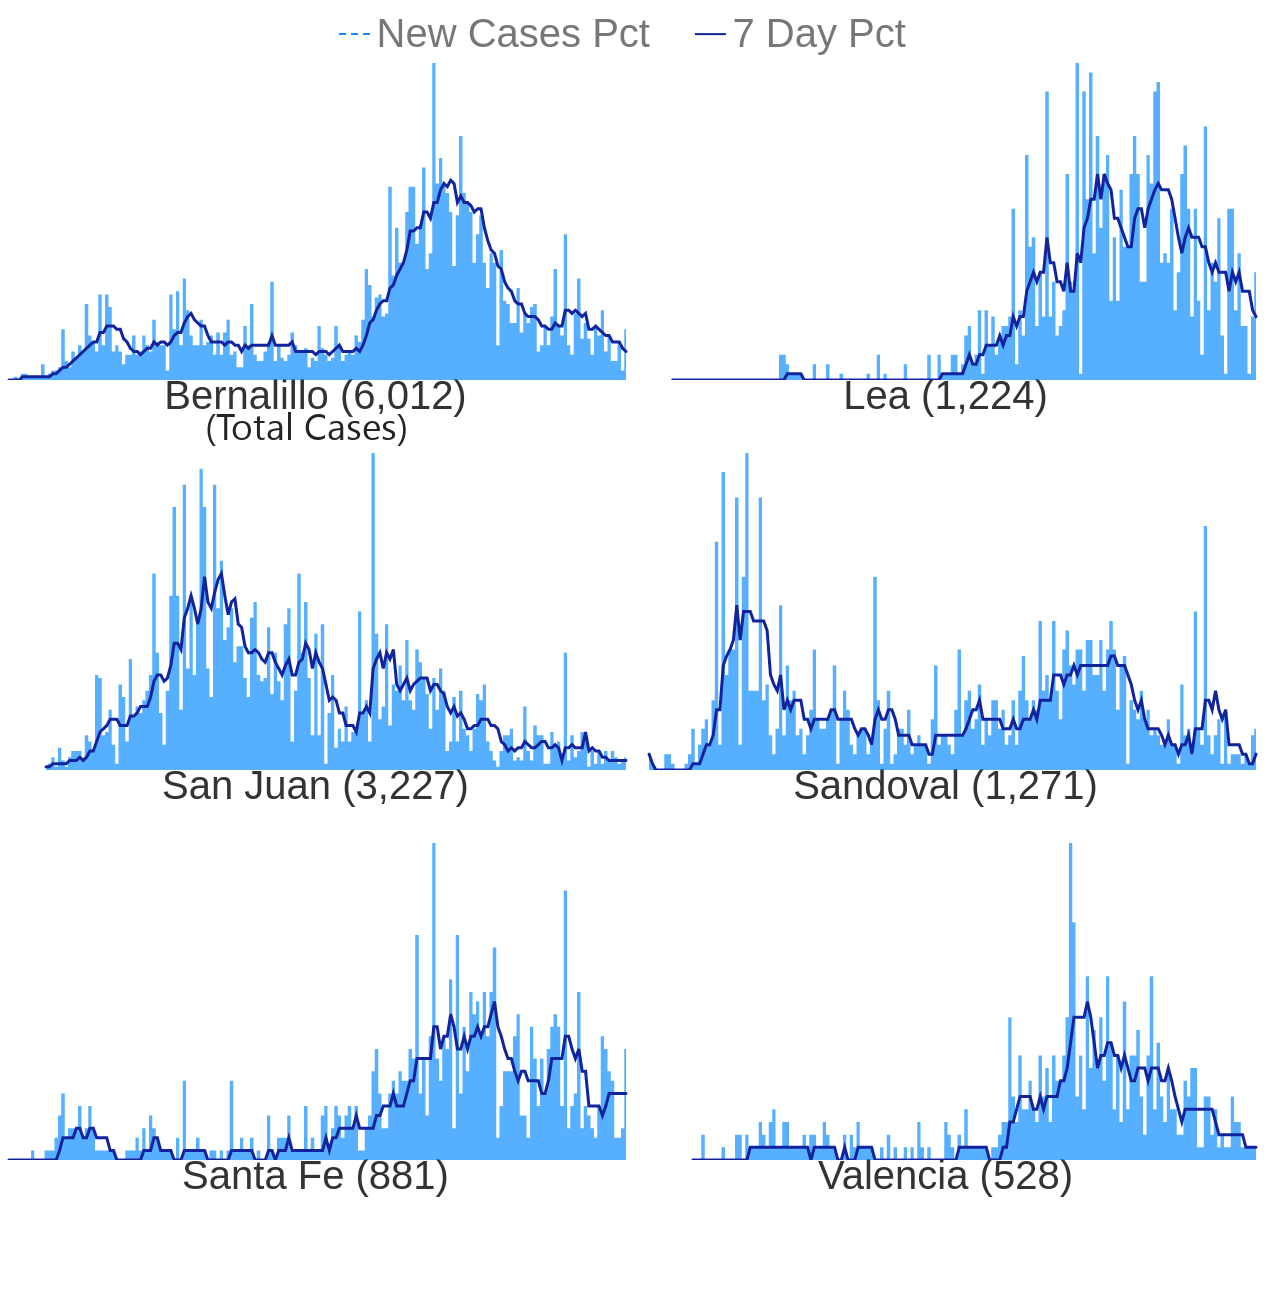 New Cases Pct 7 Day Pct
Bernalillo (6,012) Lea (1,224)
(Total Cases)
San Juan (3,227) Sandoval (1,271)
Santa Fe (881) Valencia (528)